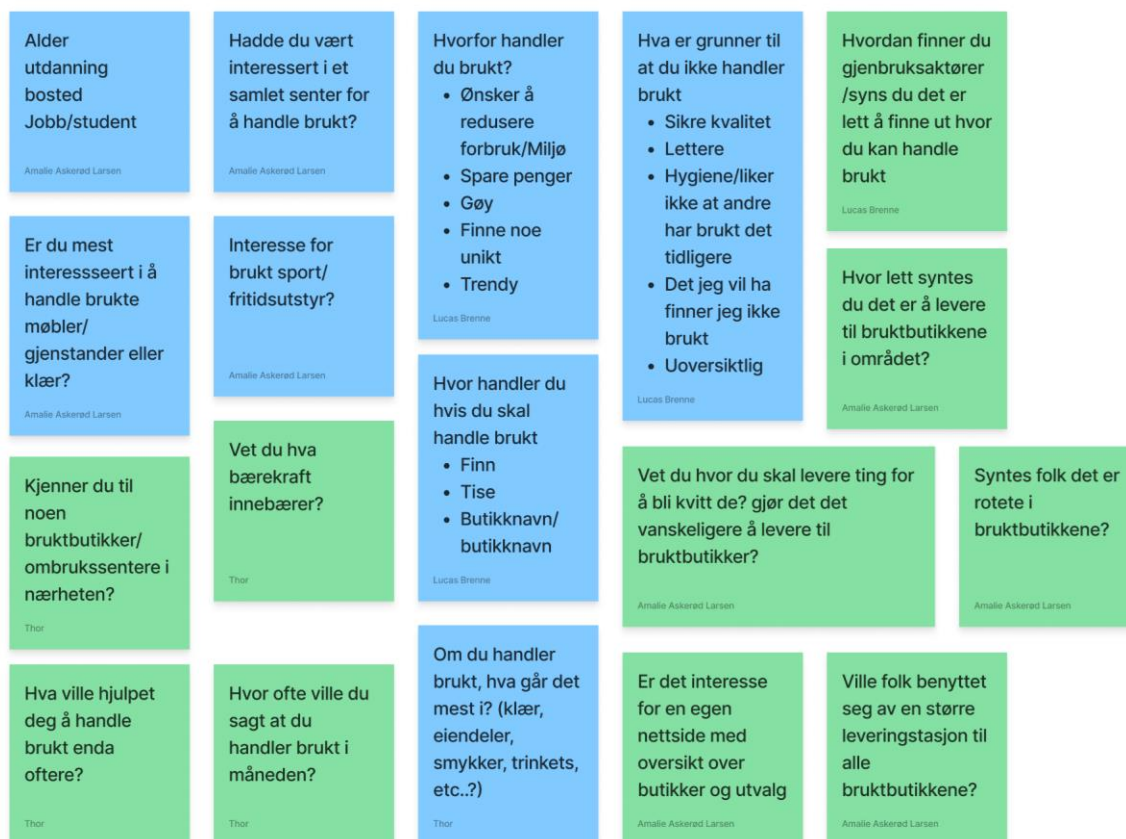 Alder
utdanning
bosted
Jobb/student
Amalie Askerød Larsen
Hadde du vært
interessert i et
samlet senter for
å handle brukt?
Amalie Askerød Larsen
Hvorfor handler
du brukt?
• Ønsker å
redusere
forbruk/Miljø
• Spare penger
• Gøy
• Finne noe
unikt
• Trendy
Lucas Brenne
Hva er grunner til
at du ikke handler
brukt
• Sikre kvalitet
• Lettere
• Hygiene/liker
ikke at andre
har brukt det
tidligere
• Det jeg vil ha
finner jeg ikke
brukt
• Uoversiktlig
Lucas Brenne
Hvordan finner du
gjenbruksaktører
/syns du det er
lett å finne ut hvor
du kan handle
brukt
Lucas Brenne
Er du mest
interessseert i å
handle brukte
møbler/
gjenstander eller
klær?
Amalie Askerød Larsen
Interesse for
brukt sport/
fritidsutstyr?
Amalie Askerød Larsen
Hvor lett syntes
du det er å levere
til bruktbutikkene
i området?
Amalie Askerød Larsen
Hvor handler du
hvis du skal
handle brukt
• Finn
• Tise
• Butikknavn/
butikknavn
Lucas Brenne
Kjenner du til
noen
bruktbutikker/
ombrukssentere i
nærheten?
Thor
Vet du hva
bærekraft
innebærer?
Thor
Vet du hvor du skal levere ting for
å bli kvitt de? gjør det det
vanskeligere å levere til
bruktbutikker?
Amalie Askerød Larsen
Syntes folk det er
rotete i
bruktbutikkene?
Amalie Askerød Larsen
Hva ville hjulpet
deg å handle
brukt enda
oftere?
Thor
Hvor ofte ville du
sagt at du
handler brukt i
måneden?
Thor
Om du handler
brukt, hva går det
mest i? (klær,
eiendeler,
smykker, trinkets,
etc..?)
Thor
Er det interesse
for en egen
nettside med
oversikt over
butikker og utvalg
Amalie Askerød Larsen
Ville folk benyttet
seg av en større
leveringstasjon til
alle
bruktbutikkene?
Amalie Askerød Larsen